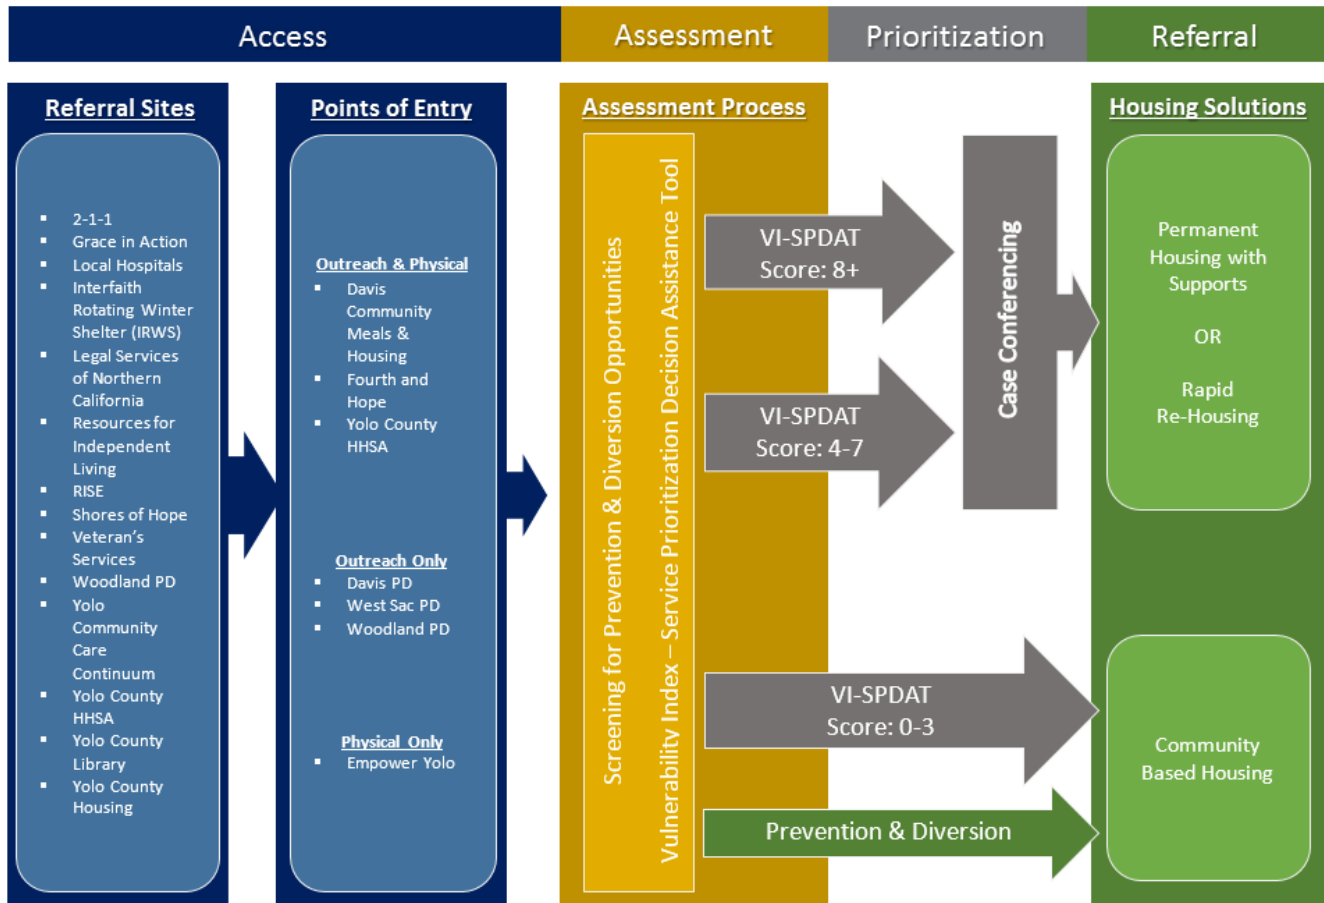 Access
Assessment
Prioritization
Referral
Referral Sites
2-1-1
Grace in Action
Local Hospitals
Interfaith
Rotating Winter
Shelter (IRWS)
Legal Services
of Northern
California
Resources for
Independent
Living
RISE
Shores of Hope
Veteran's
Services
Woodland PD
Yolo
Community
Care
Continuum
Yolo County
HHSA
Yolo County
Library
Yolo County
Housing
Points of Entry
Outreach & Physical
Davis
Community
Meals &
Housing
Fourth and
Hope
Yolo County
HHSA
Outreach Only
Davis PD
West Sac PD
Woodland PD
Physical Only
Empower Yolo
Assessment Process
Screening for Prevention & Diversion Opportunities
Vulnerability Index – Service Prioritization Decision Assistance Tool
VI-SPDAT
Score: 8+
VI-SPDAT
Score: 4-7
Case Conferencing
VI-SPDAT
Score: 0-3
Prevention & Diversion
Housing Solutions
Permanent
Housing with
Supports
OR
Rapid
Re-Housing
Community
Based Housing